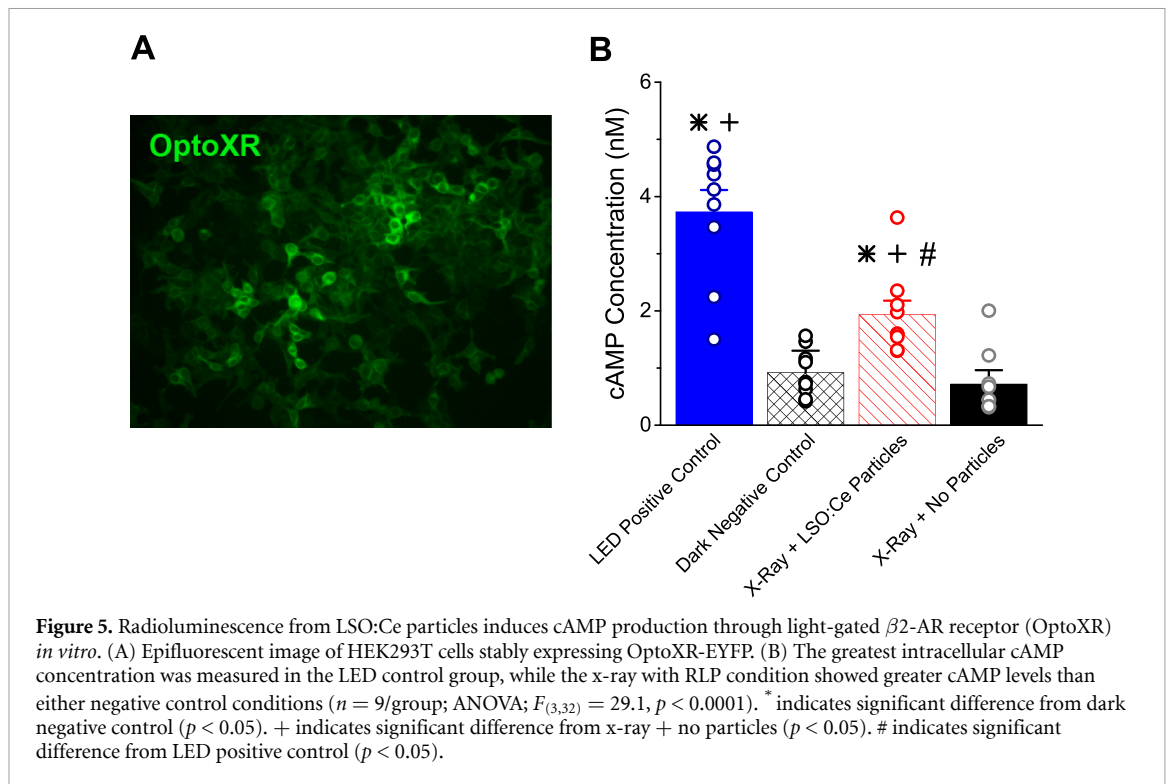 A
B
OptoXR
cAMP Concentration (nM)
6
4
2
0
* +
* + #
LED Positive Control
Dark Negative Control
X-Ray + LSO:Ce Particles
X-Ray + No Particles
Figure 5. Radioluminescence from LSO:Ce particles induces cAMP production through light-gated β2-AR receptor (OptoXR)
in vitro. (A) Epifluorescent image of HEK293T cells stably expressing OptoXR-EYFP. (B) The greatest intracellular cAMP
concentration was measured in the LED control group, while the x-ray with RLP condition showed greater cAMP levels than
either negative control conditions (n = 9/group; ANOVA; F(3,32) = 29.1, p < 0.0001). * indicates significant difference from dark
negative control (p < 0.05). + indicates significant difference from x-ray + no particles (p < 0.05). # indicates significant
difference from LED positive control (p < 0.05).